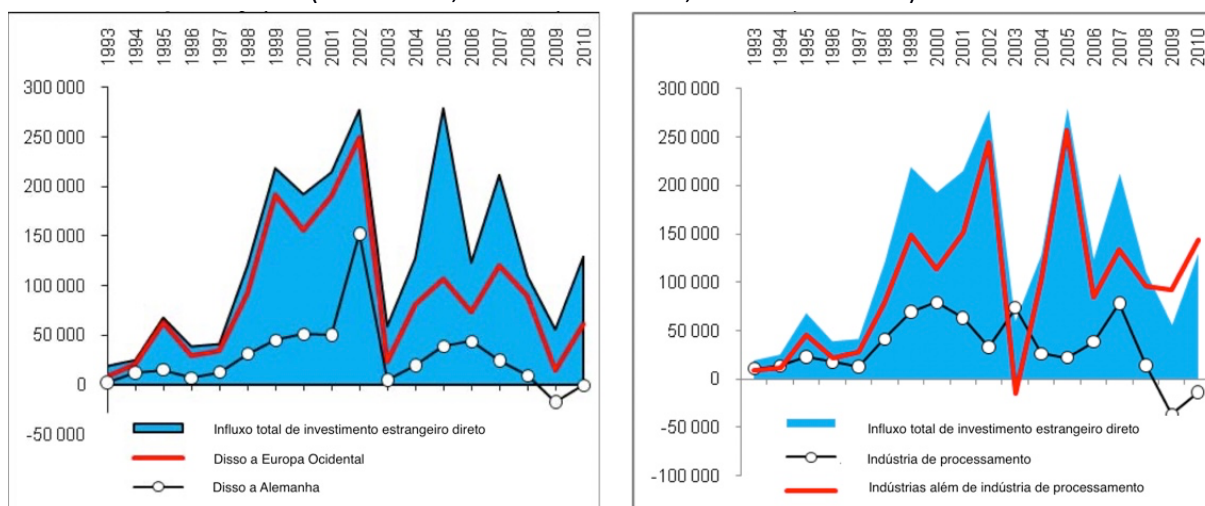 1993 1994 1995 1996 1997 1998 1999 2000 2001 2002 2003 2004 2005 2006 2007 2008 2009 2010
300 000
250 000
200 000
150 000
100 000
50 000
0
-50 000
Influxo total de investimento estrangeiro direto
Disso a Europa Ocidental
Disso a Alemanha
1993 1994 1995 1996 1997 1998 1999 2000 2001 2002 2003 2004 2005 2006 2007 2008 2009 2010
300 000
250 000
200 000
150 000
100 000
50 000
0
-50 000
-100 000
Influxo total de investimento estrangeiro direto
Indústria de processamento
Indústrias além de indústria de processamento